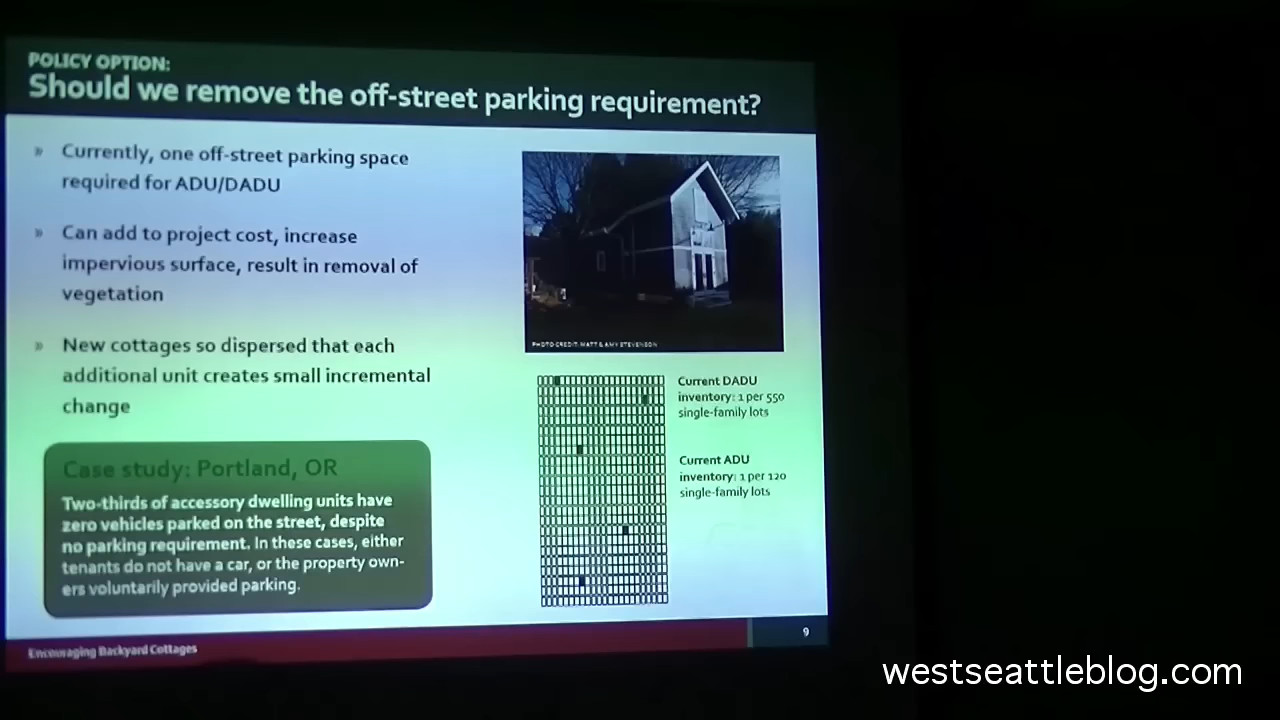 POLICY OPTION:
Should we remove the off-street parking requirement?
» Currently, one off-street parking space
required for ADU/DADU
» Can add to project cost, increase
impervious surface, result in removal of
vegetation
» New cottages so dispersed that each
additional unit creates small incremental
change
Case study: Portland, OR
Two-thirds of accessory dwelling units have
zero vehicles parked on the street, despite
no parking requirement. In these cases, either
tenants do not have a car, or the property own-
ers voluntarily provided parking.
PHOTO CREDIT: MATT & AMY STEVENSON
Current DADU
inventory: 1 per 550
single-family lots
Current ADU
inventory: 1 per 120
single-family lots
Encouraging Backyard Cottages
9
westseattleblog.com